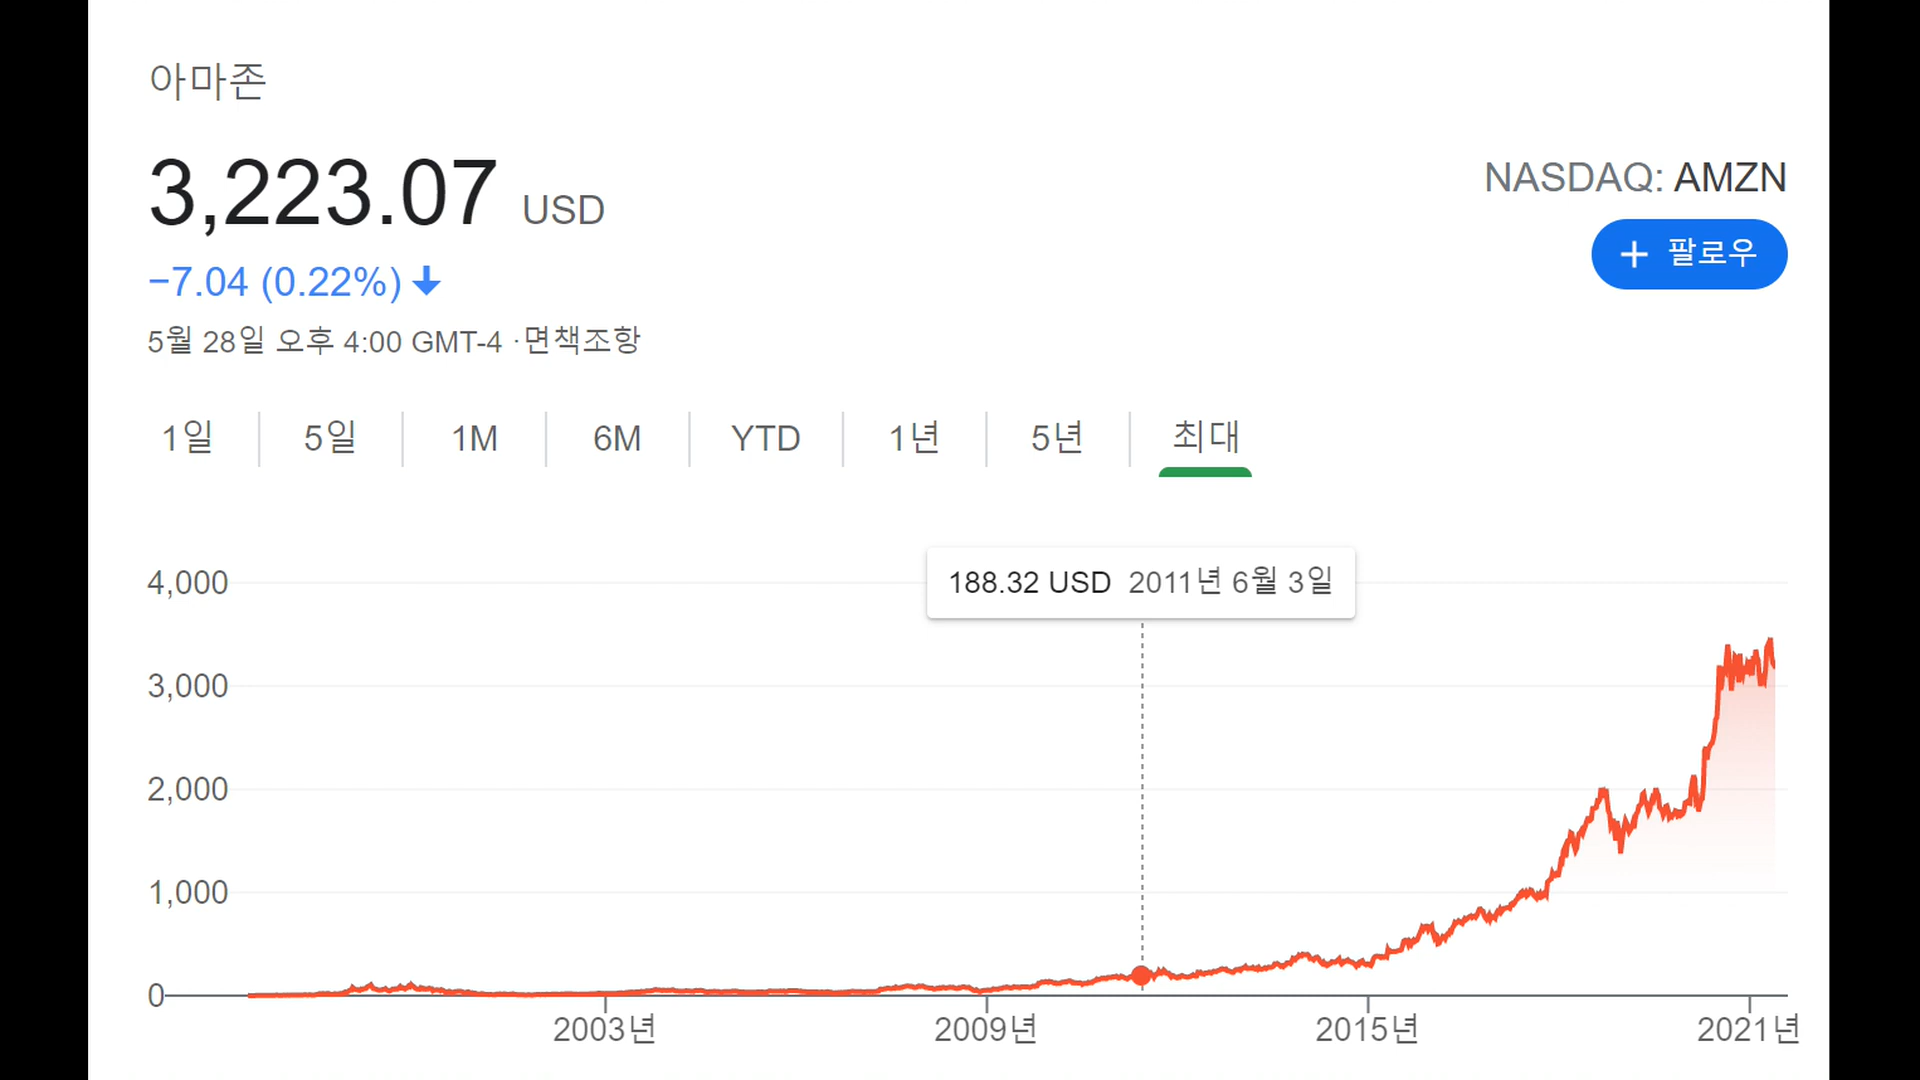 아마존
3,223.07 USD
NASDAQ: AMZN
−7.04 (0.22%)
+ 팔로우
5월 28일 오후 4:00 GMT-4 ·면책조항
1일 5일 1M 6M YTD 1년 5년 최대
188.32 USD 2011년 6월 3일
4,000
3,000
2,000
1,000
0
2003년 2009년 2015년 2021년